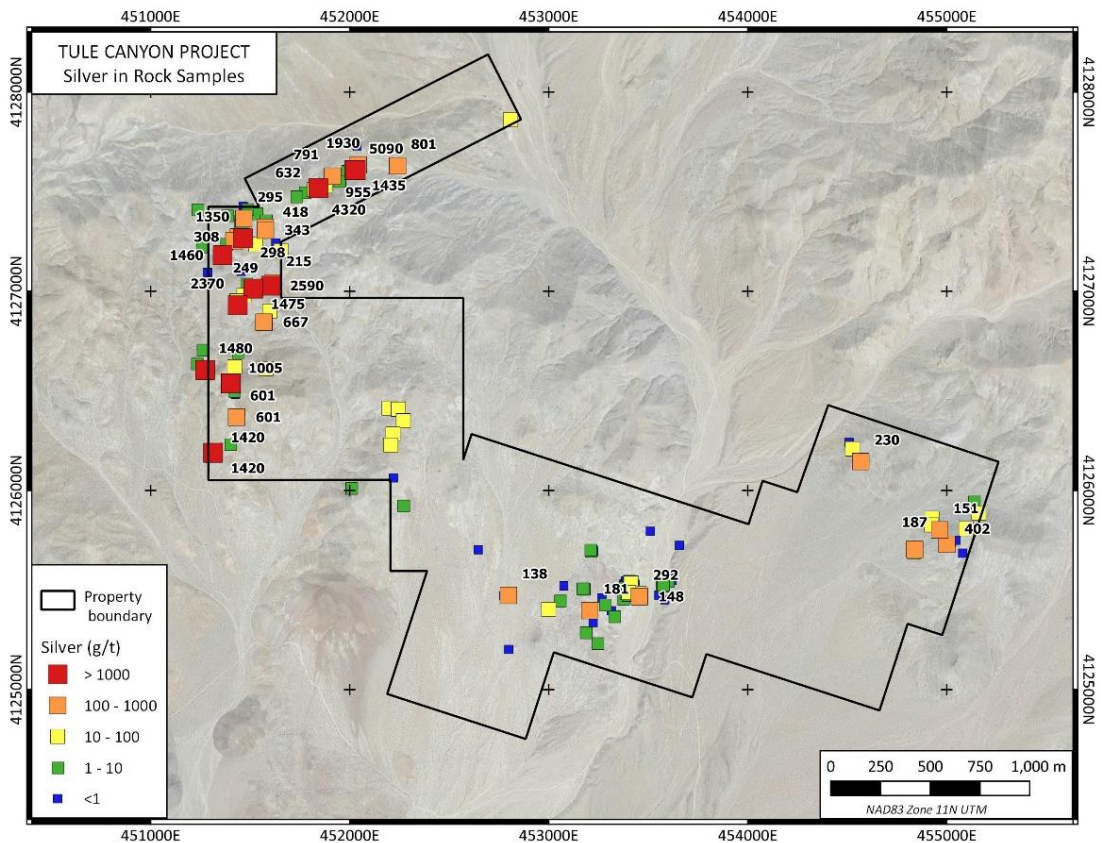 451000E 452000E 453000E 454000E 455000E
TULE CANYON PROJECT
Silver in Rock Samples
4128000N 4128000N
1930 5090 801
791
632
955 1435
295 4320
1350 418
343
308
1460 298
215
249
2370 2590
4127000N 4127000N
1475
667
1480
1005
601
601
1420
1420
230
4126000N 4126000N
151
187 402
138 292
181 148
4125000N 4125000N
Property
boundary
Silver (g/t)
> 1000
100 - 1000
10 - 100
1 - 10
<1
0 250 500 750 1,000 m
NAD83 Zone 11N UTM
451000E 452000E 453000E 454000E 455000E